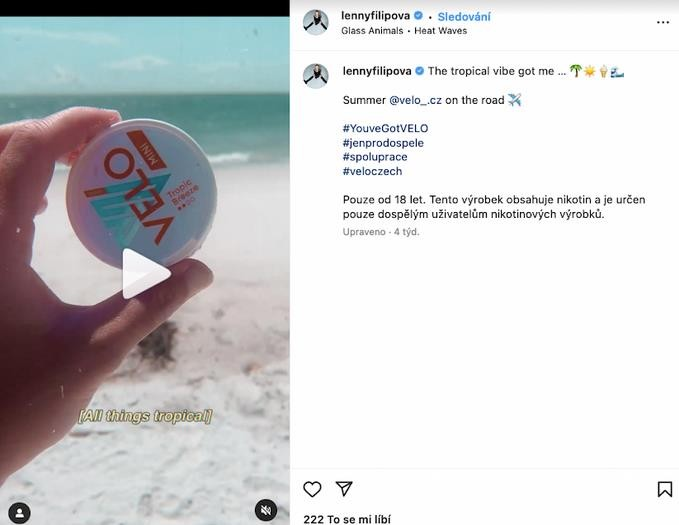 VELO
MINI
Tropic
Breeze
[All things tropical]
lennyfilipova • Sledování
Glass Animals • Heat Waves
lennyfilipova The tropical vibe got me ... 🌴☀️🍦🌊
Summer @velo_.cz on the road ✈️
#YouveGotVELO
#jenprodospele
#spoluprace
#veloczech
Pouze od 18 let. Tento výrobek obsahuje nikotin a je určen
pouze dospělým uživatelům nikotinových výrobků.
Upraveno · 4 týd.
222 To se mi líbí